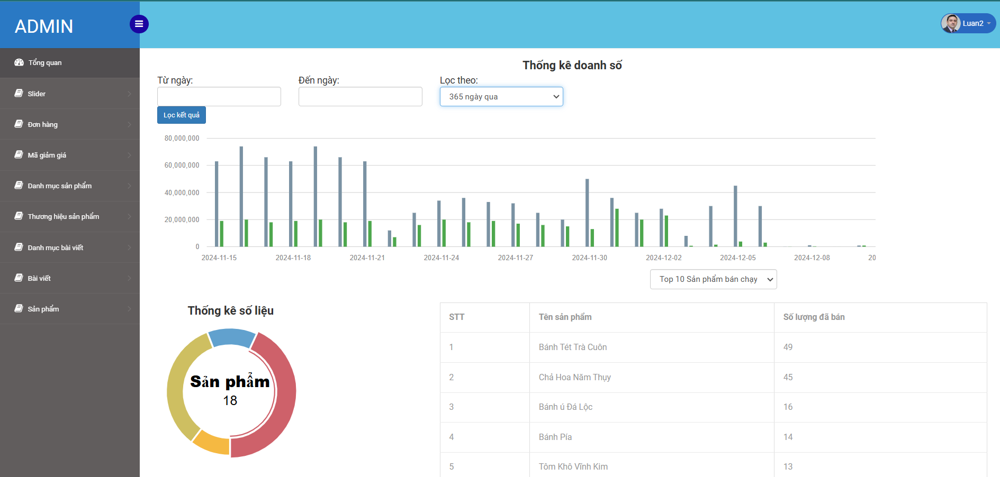 ADMIN
Luan2
Tổng quan
Slider
Đơn hàng
Mã giảm giá
Danh mục sản phẩm
Thương hiệu sản phẩm
Danh mục bài viết
Bài viết
Sản phẩm
Thống kê doanh số
Từ ngày:
Đến ngày:
Lọc theo:
365 ngày qua
Lọc kết quả
80,000,000
60,000,000
40,000,000
20,000,000
0
2024-11-15 2024-11-18 2024-11-21 2024-11-24 2024-11-27 2024-11-30 2024-12-02 2024-12-05 2024-12-08 20
Top 10 Sản phẩm bán chạy
Thống kê số liệu
Sản phẩm
18
STT Tên sản phẩm Số lượng đã bán
1 Bánh Tét Trà Cuôn 49
2 Chả Hoa Năm Thụy 45
3 Bánh ú Đá Lộc 16
4 Bánh Pía 14
5 Tôm Khô Vĩnh Kim 13